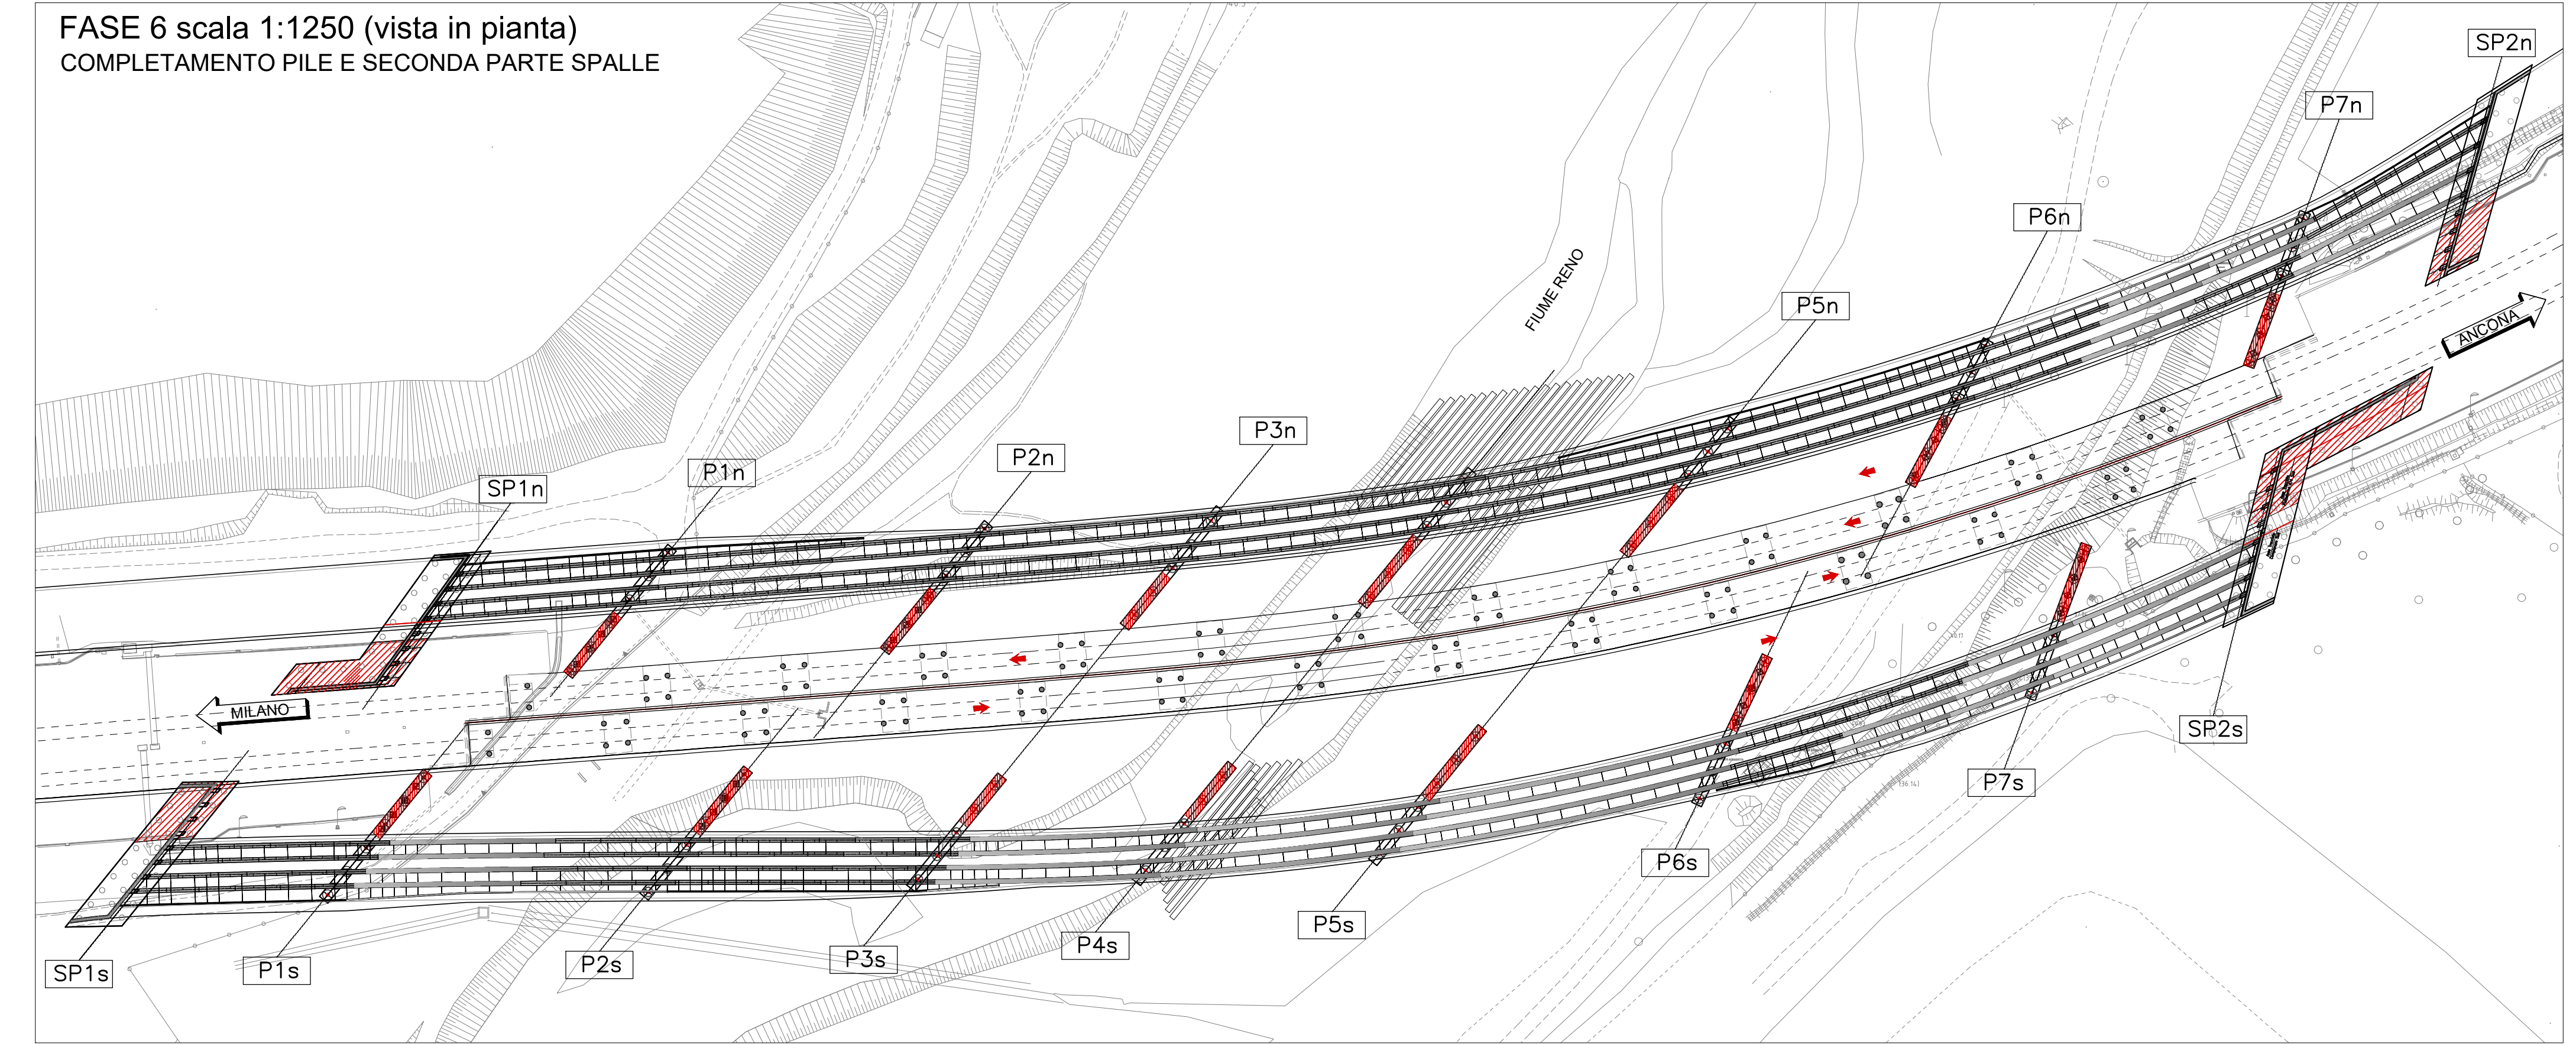 FASE 6 scala 1:1250 (vista in pianta)
COMPLETAMENTO PILE E SECONDA PARTE SPALLE
SP2n
P7n
P6n
P5n
FIUME RENO
ANCONA
P3n
P2n
P1n
SP1n
MILANO
SP2s
P7s
P6s
P5s
P4s
P3s
P2s
P1s
SP1s